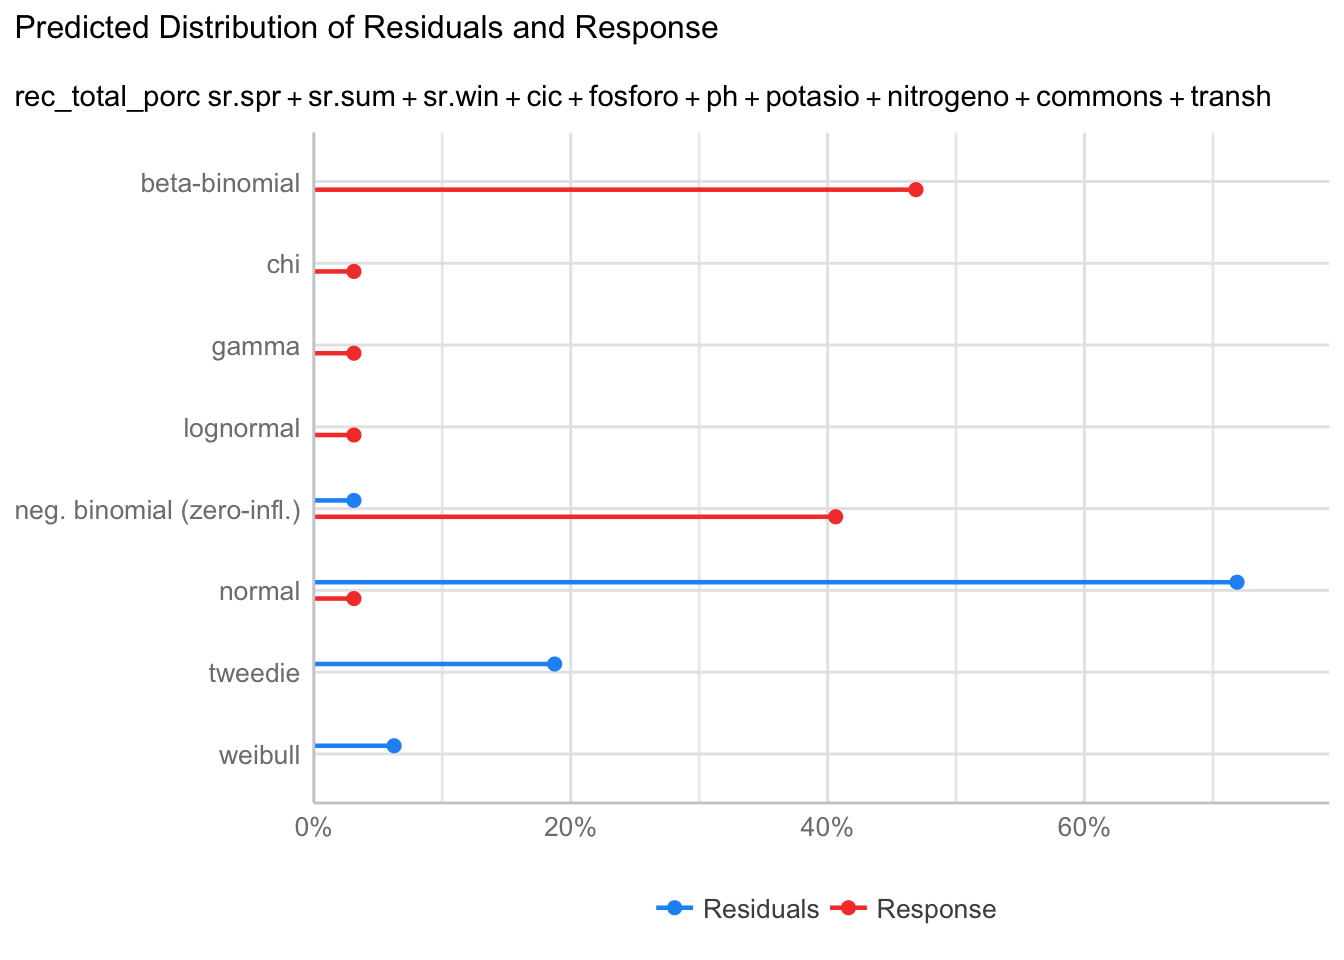 Predicted Distribution of Residuals and Response
rec_total_porc sr.spr + sr.sum + sr.win + cic + fosforo + ph + potasio + nitrogeno + commons + transh
beta-binomial
chi
gamma
lognormal
neg. binomial (zero-infl.)
normal
tweedie
weibull
0% 20% 40% 60%
Residuals Response